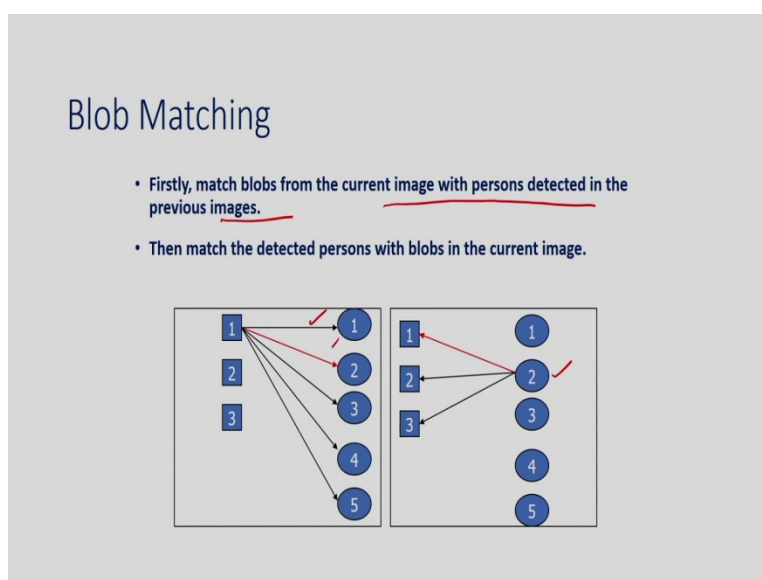 Blob Matching
• Firstly, match blobs from the current image with persons detected in the
previous images.
• Then match the detected persons with blobs in the current image.
1 1
2 2
3 3
4
5
1 1
2 2
3 3
4
5